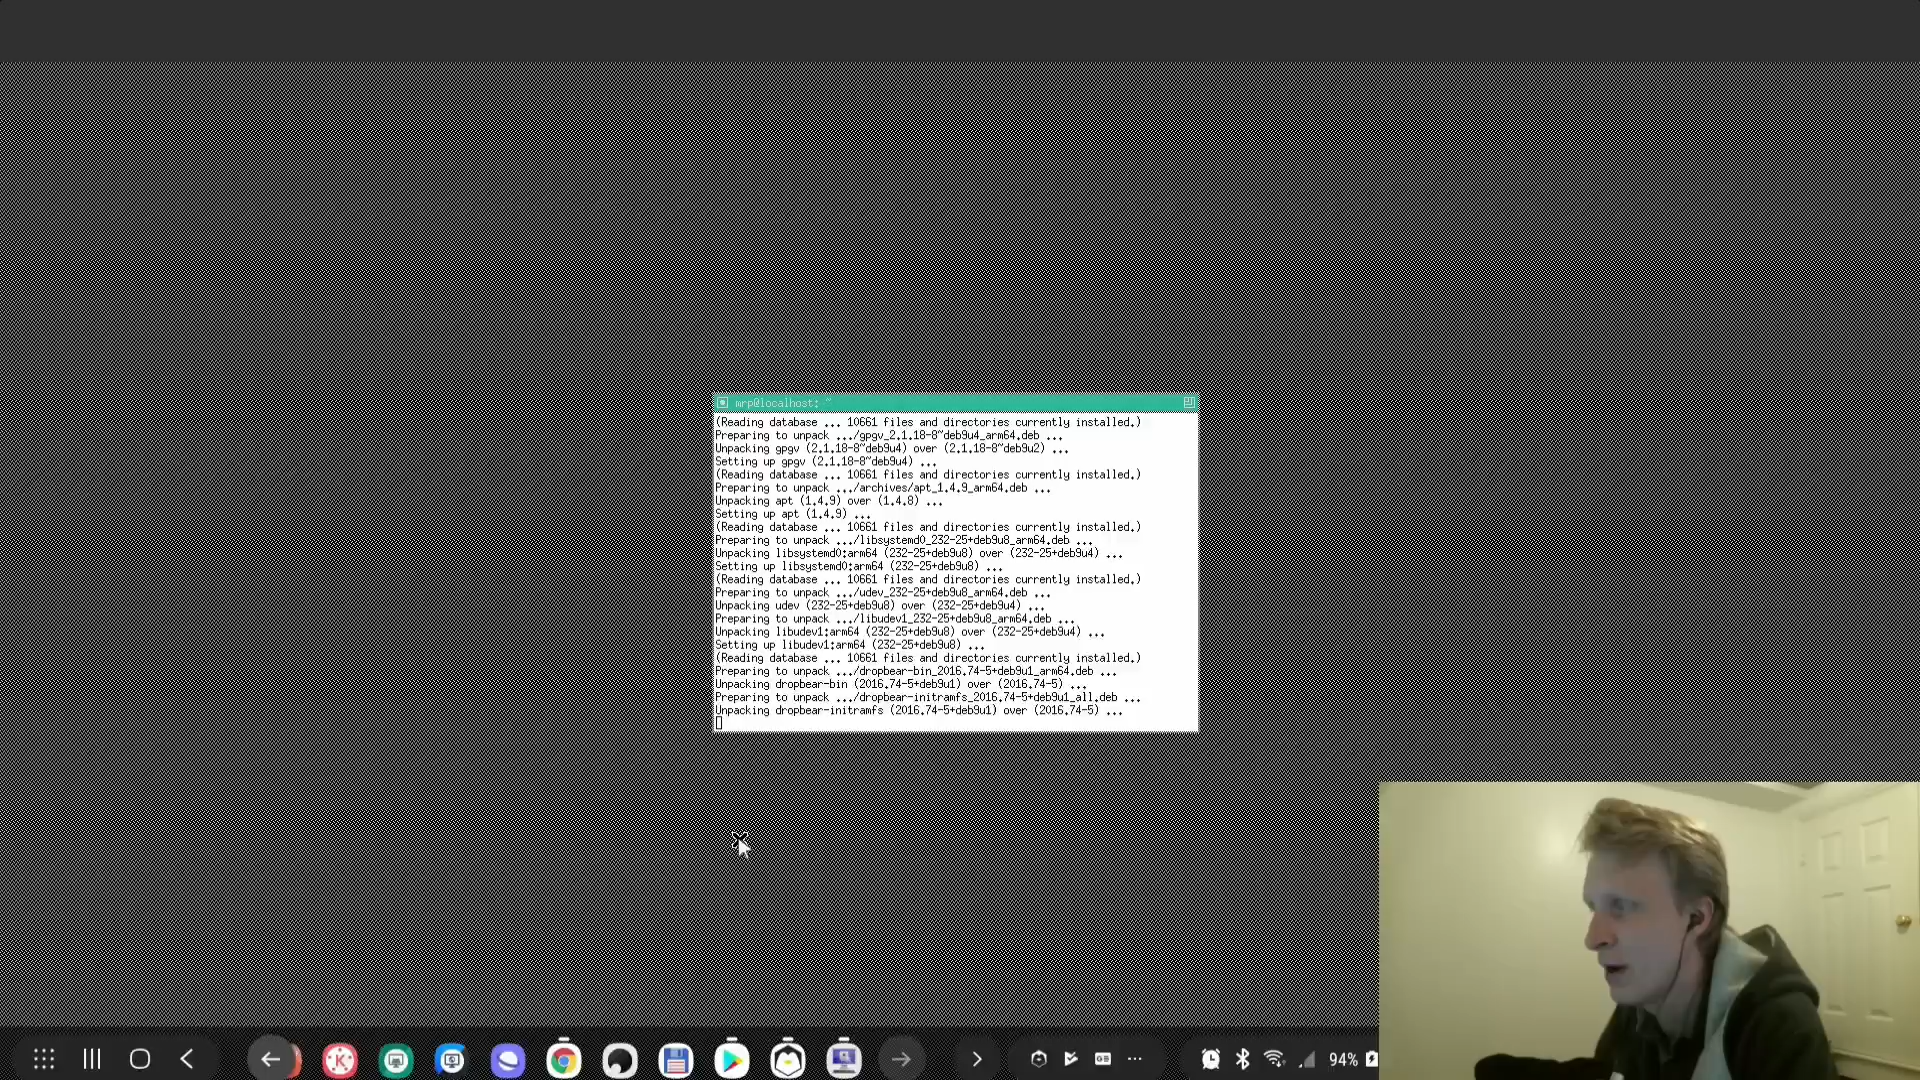 mrp@localhost: ~
(Reading database ... 10661 files and directories currently installed.)
Preparing to unpack .../gpgv_2.1.18-8~deb9u4_arm64.deb ...
Unpacking gpgv (2.1.18-8~deb9u4) over (2.1.18-8~deb9u2) ...
Setting up gpgv (2.1.18-8~deb9u4) ...
(Reading database ... 10661 files and directories currently installed.)
Preparing to unpack .../archives/apt_1.4.9_arm64.deb ...
Unpacking apt (1.4.9) over (1.4.8) ...
Setting up apt (1.4.9) ...
(Reading database ... 10661 files and directories currently installed.)
Preparing to unpack .../libsystemd0_232-25+deb9u8_arm64.deb ...
Unpacking libsystemd0:arm64 (232-25+deb9u8) over (232-25+deb9u4) ...
Setting up libsystemd0:arm64 (232-25+deb9u8) ...
(Reading database ... 10661 files and directories currently installed.)
Preparing to unpack .../udev_232-25+deb9u8_arm64.deb ...
Unpacking udev (232-25+deb9u8) over (232-25+deb9u4) ...
Preparing to unpack .../libudev1_232-25+deb9u8_arm64.deb ...
Unpacking libudev1:arm64 (232-25+deb9u8) over (232-25+deb9u4) ...
Setting up libudev1:arm64 (232-25+deb9u8) ...
(Reading database ... 10661 files and directories currently installed.)
Preparing to unpack .../dropbear-bin_2016.74-5+deb9u1_arm64.deb ...
Unpacking dropbear-bin (2016.74-5+deb9u1) over (2016.74-5) ...
Preparing to unpack .../dropbear-initramfs_2016.74-5+deb9u1_all.deb ...
Unpacking dropbear-initramfs (2016.74-5+deb9u1) over (2016.74-5) ...
K
GB
94%